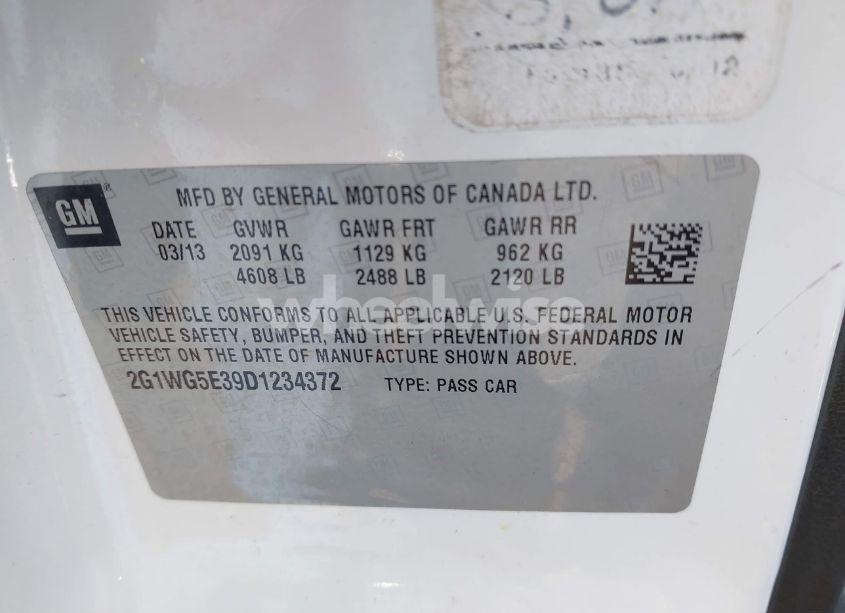 GM
MFD BY GENERAL MOTORS OF CANADA LTD.
DATE GVWR GAWR FRT GAWR RR
03/13 2091 KG 1129 KG 962 KG
4608 LB 2488 LB 2120 LB
wheelwise
THIS VEHICLE CONFORMS TO ALL APPLICABLE U.S. FEDERAL MOTOR
VEHICLE SAFETY, BUMPER, AND THEFT PREVENTION STANDARDS IN
EFFECT ON THE DATE OF MANUFACTURE SHOWN ABOVE.
2G1WG5E39D1234372 TYPE: PASS CAR